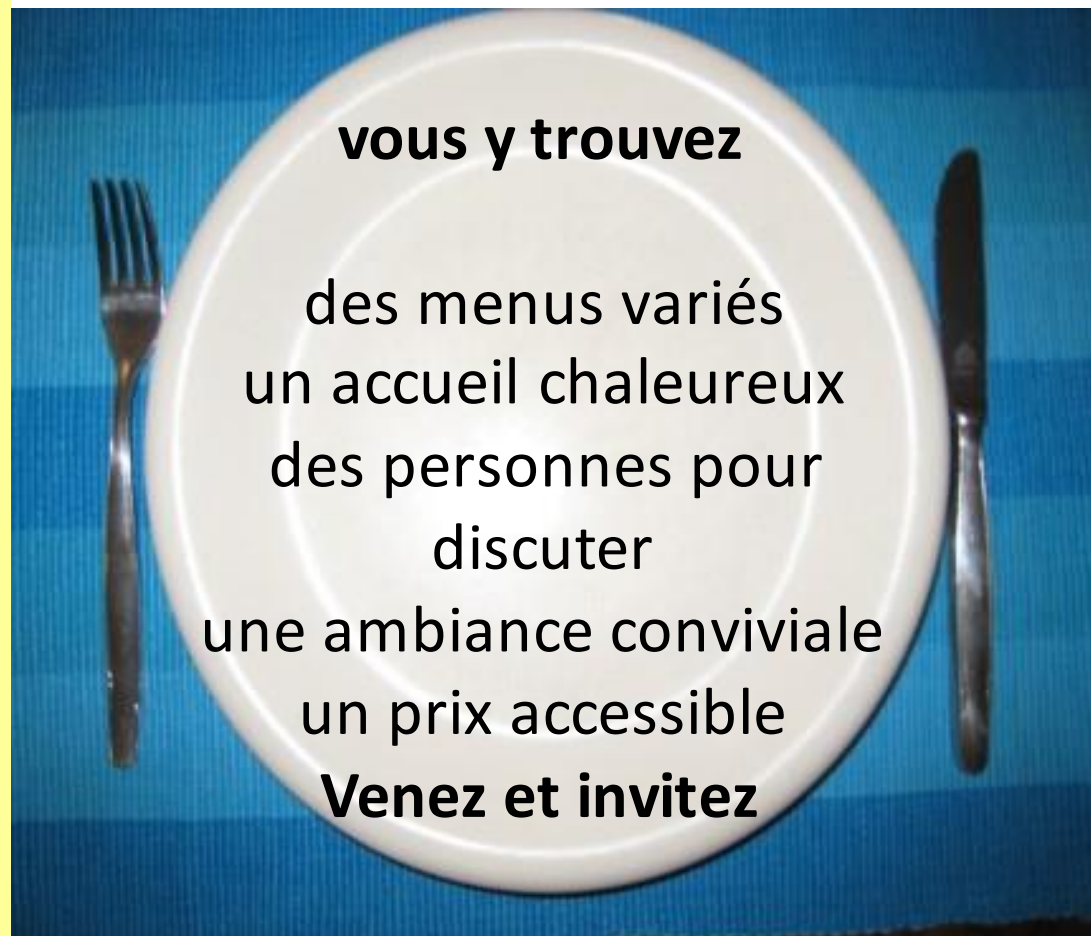 vous y trouvez
des menus variés
un accueil chaleureux
des personnes pour
discuter
une ambiance conviviale
un prix accessible
Venez et invitez